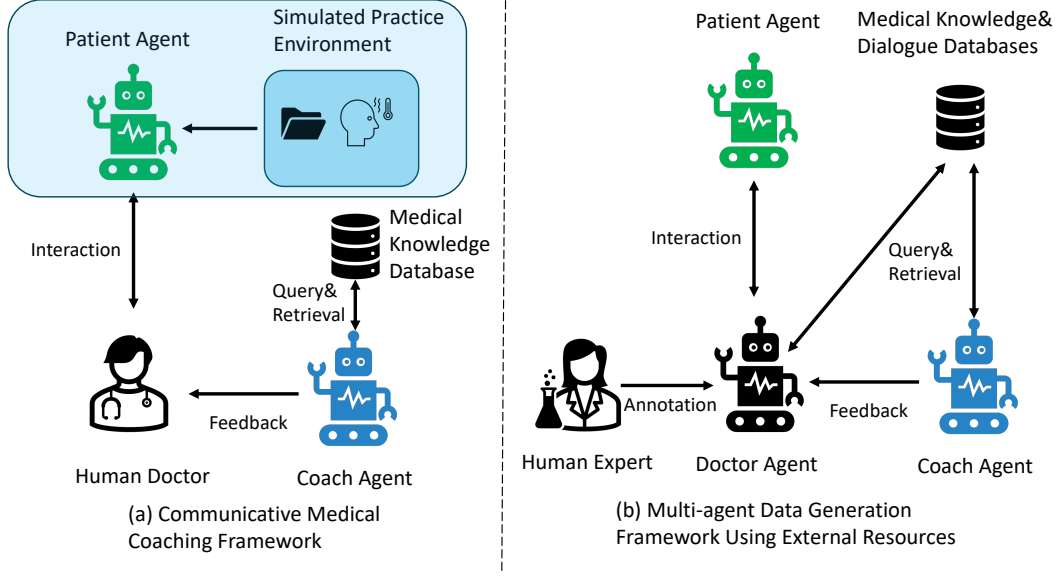 Patient Agent
Simulated Practice
Environment
Interaction
Medical
Knowledge
Database
Query&
Retrieval
Feedback
Human Doctor
Coach Agent
(a) Communicative Medical
Coaching Framework
Patient Agent
Medical Knowledge&
Dialogue Databases
Interaction
Query&
Retrieval
Annotation
Feedback
Human Expert
Doctor Agent
Coach Agent
(b) Multi-agent Data Generation
Framework Using External Resources